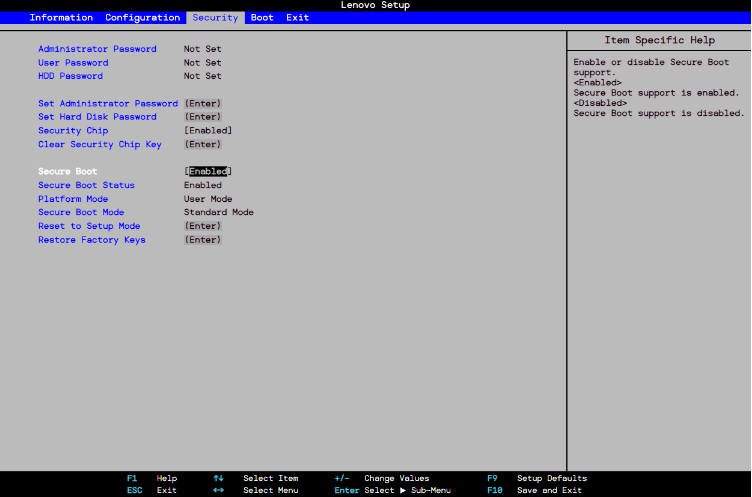 Lenovo Setup
Information Configuration Security Boot Exit
Item Specific Help
Administrator Password Not Set
User Password Not Set
HDD Password Not Set
Set Administrator Password (Enter)
Set Hard Disk Password (Enter)
Security Chip [Enabled]
Clear Security Chip Key (Enter)
Secure Boot [Enabled]
Secure Boot Status Enabled
Platform Mode User Mode
Secure Boot Mode Standard Mode
Reset to Setup Mode (Enter)
Restore Factory Keys (Enter)
Enable or disable Secure Boot
support.
<Enabled>
Secure Boot support is enabled.
<Disabled>
Secure Boot support is disabled.
F1 Help ↑↓ Select Item +/- Change Values F9 Setup Defaults
ESC Exit ↔ Select Menu Enter Select ▶ Sub-Menu F10 Save and Exit